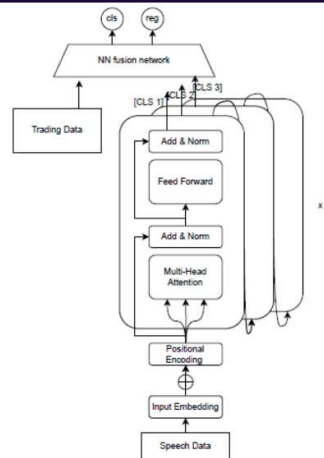 cls
reg
NN fusion network
[CLS 3]
[CLS 2]
[CLS 1]
Trading Data
Add & Norm
Feed Forward
Add & Norm
x
Multi-Head
Attention
Positional
Encoding
Input Embedding
Speech Data